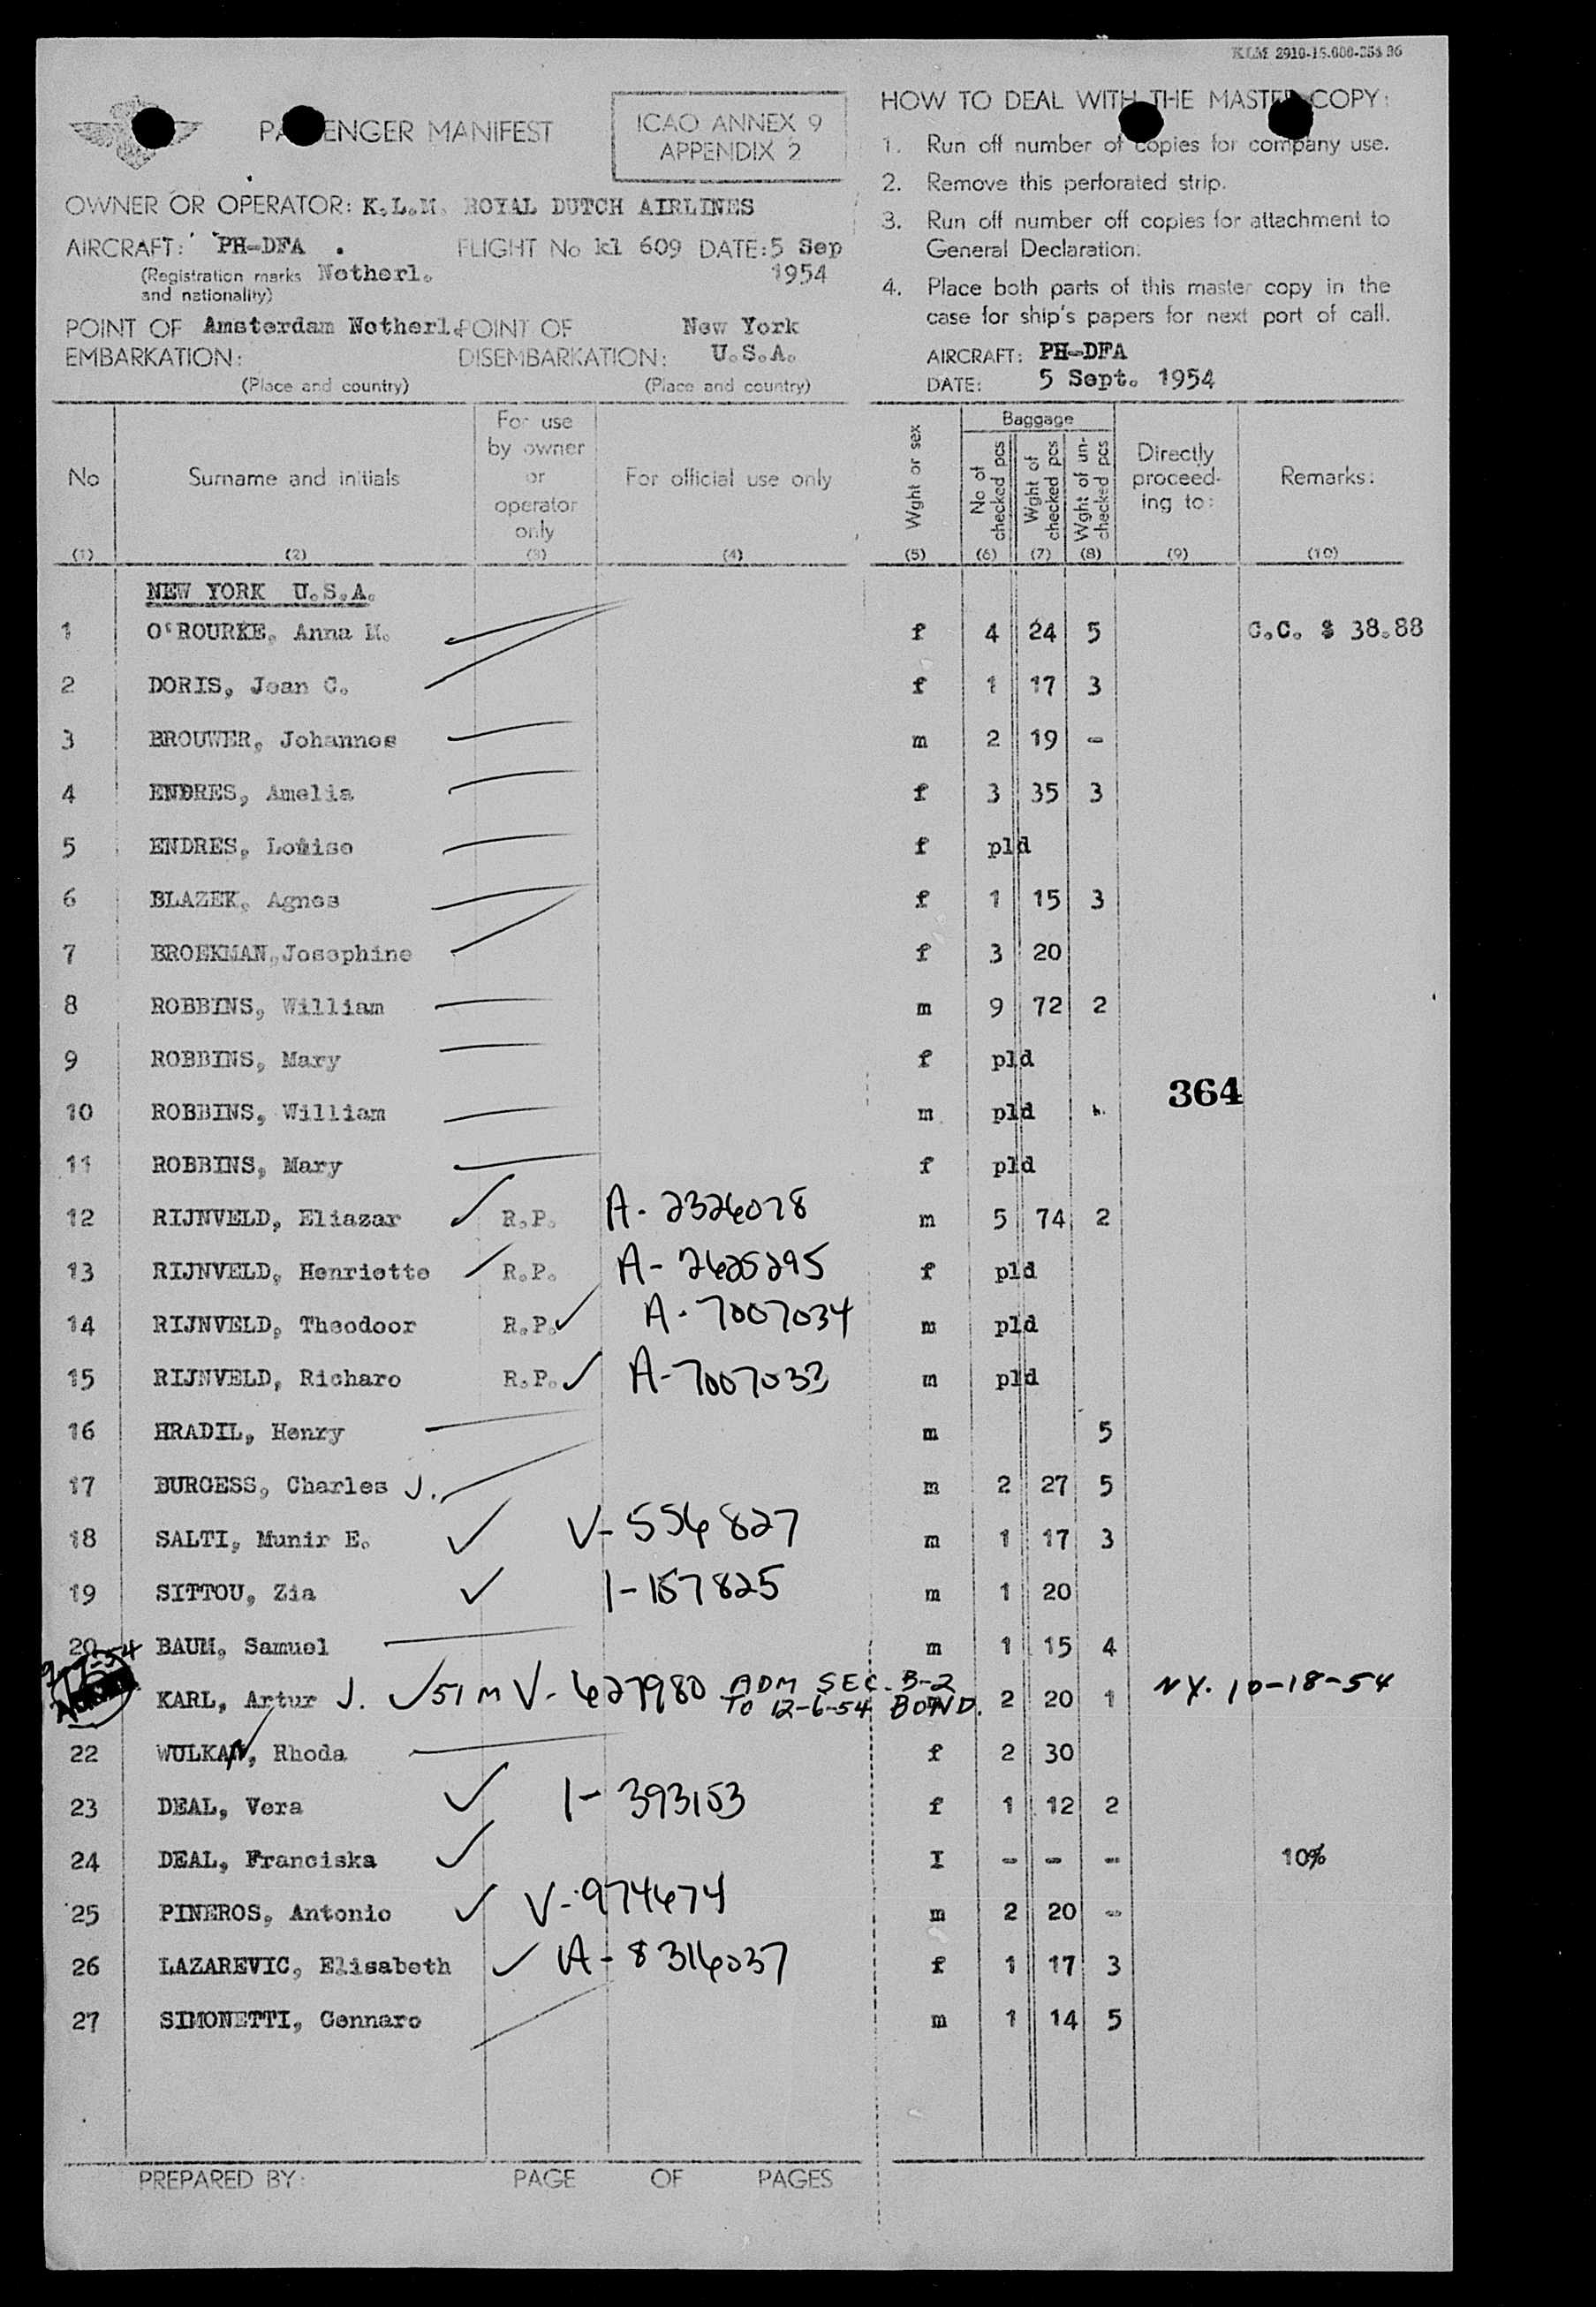 KLM 2910-15.000-354 96
PASSENGER MANIFEST
ICAO ANNEX 9
APPENDIX 2
OWNER OR OPERATOR: K.L.M. ROYAL DUTCH AIRLINES
AIRCRAFT: PH-DFA . FLIGHT No kl 609 DATE: 5 Sep
1954
(Registration marks Netherl.
and nationality)
POINT OF Amsterdam Netherl. POINT OF New York
EMBARKATION: DISEMBARKATION: U.S.A.
(Place and country) (Place and country)
HOW TO DEAL WITH THE MASTER COPY:
1. Run off number of copies for company use.
2. Remove this perforated strip.
3. Run off number off copies for attachment to
General Declaration.
4. Place both parts of this master copy in the
case for ship's papers for next port of call.
AIRCRAFT: PH-DFA
DATE: 5 Sept. 1954
No
Surname and initials
For use
by owner
or
operator
only
For official use only
Wght or sex
Baggage
No of
checked pcs
Wght of
checked pcs
Wght of un-
checked pcs
Directly
proceed-
ing to:
Remarks:
(1) (2) (3) (4) (5) (6) (7) (8) (9) (10)
NEW YORK U.S.A.
1 O'ROURKE, Anna M. f 4 24 5 C.C. $ 38.88
2 DORIS, Joan C. f 1 17 3
3 BROUWER, Johannes m 2 19 -
4 ENDRES, Amelia f 3 35 3
5 ENDRES, Louise f pld
6 BLAZEK, Agnes f 1 15 3
7 BROEKMAN, Josephine f 3 20
8 ROBBINS, William m 9 72 2
9 ROBBINS, Mary f pld
364
10 ROBBINS, William m pld
11 ROBBINS, Mary f pld
12 RIJNVELD, Eliazar R.P. A-2326078 m 5 74 2
13 RIJNVELD, Henriette R.P. A-2625295 f pld
14 RIJNVELD, Theodoor R.P. A-7007034 m pld
15 RIJNVELD, Richaro R.P. A-7007033 m pld
16 HRADIL, Henry m 5
17 BURGESS, Charles J. m 2 27 5
18 SALTI, Munir E. V-556827 m 1 17 3
19 SITTOU, Zia 1-157825 m 1 20
20 BAUM, Samuel m 1 15 4
KARL, Artur J. 51 m V-627980 ADM SEC. B-2 2 20 1 NY. 10-18-54
TO 12-6-54 BOND.
22 WULKAN, Rhoda f 2 30
23 DEAL, Vera 1-393153 f 1 12 2
24 DEAL, Franciska I - - - 10%
25 PINEROS, Antonio V-974674 m 2 20 -
26 LAZAREVIC, Elisabeth A-8316037 f 1 17 3
27 SIMONETTI, Gennaro m 1 14 5
PREPARED BY: PAGE OF PAGES